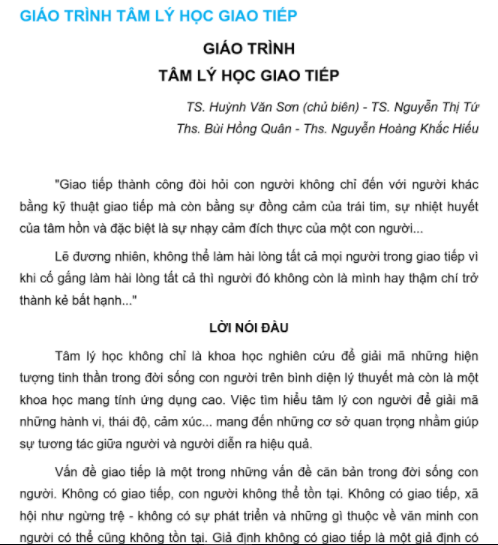 GIÁO TRÌNH TÂM LÝ HỌC GIAO TIẾP
GIÁO TRÌNH
TÂM LÝ HỌC GIAO TIẾP
TS. Huỳnh Văn Sơn (chủ biên) - TS. Nguyễn Thị Tứ
Ths. Bùi Hồng Quân - Ths. Nguyễn Hoàng Khắc Hiếu
"Giao tiếp thành công đòi hỏi con người không chỉ đến với người khác
bằng kỹ thuật giao tiếp mà còn bằng sự đồng cảm của trái tim, sự nhiệt huyết
của tâm hồn và đặc biệt là sự nhạy cảm đích thực của một con người...
Lẽ đương nhiên, không thể làm hài lòng tất cả mọi người trong giao tiếp vì
khi cố gắng làm hài lòng tất cả thì người đó không còn là mình hay thậm chí trở
thành kẻ bất hạnh..."
LỜI NÓI ĐẦU
Tâm lý học không chỉ là khoa học nghiên cứu để giải mã những hiện
tượng tinh thần trong đời sống con người trên bình diện lý thuyết mà còn là một
khoa học mang tính ứng dụng cao. Việc tìm hiểu tâm lý con người để giải mã
những hành vi, thái độ, cảm xúc... mang đến những cơ sở quan trọng nhằm giúp
sự tương tác giữa người và người diễn ra hiệu quả.
Vấn đề giao tiếp là một trong những vấn đề căn bản trong đời sống con
người. Không có giao tiếp, con người không thể tồn tại. Không có giao tiếp, xã
hội như ngừng trệ - không có sự phát triển và những gì thuộc về văn minh con
người có thể cũng không tồn tại. Giả định không có giao tiếp là một giả định có